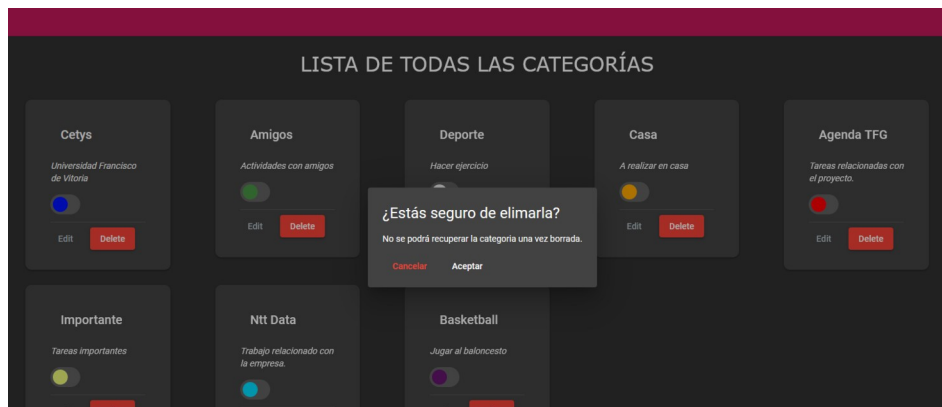 LISTA DE TODAS LAS CATEGORÍAS
Cetys
Universidad Francisco
de Vitoria
Edit Delete
Amigos
Actividades con amigos
Edit Delete
Deporte
Hacer ejercicio
Casa
A realizar en casa
Edit Delete
Agenda TFG
Tareas relacionadas con
el proyecto.
Edit Delete
¿Estás seguro de elimarla?
No se podrá recuperar la categoria una vez borrada.
Cancelar Aceptar
Importante
Tareas importantes
Ntt Data
Trabajo relacionado con
la empresa.
Basketball
Jugar al baloncesto